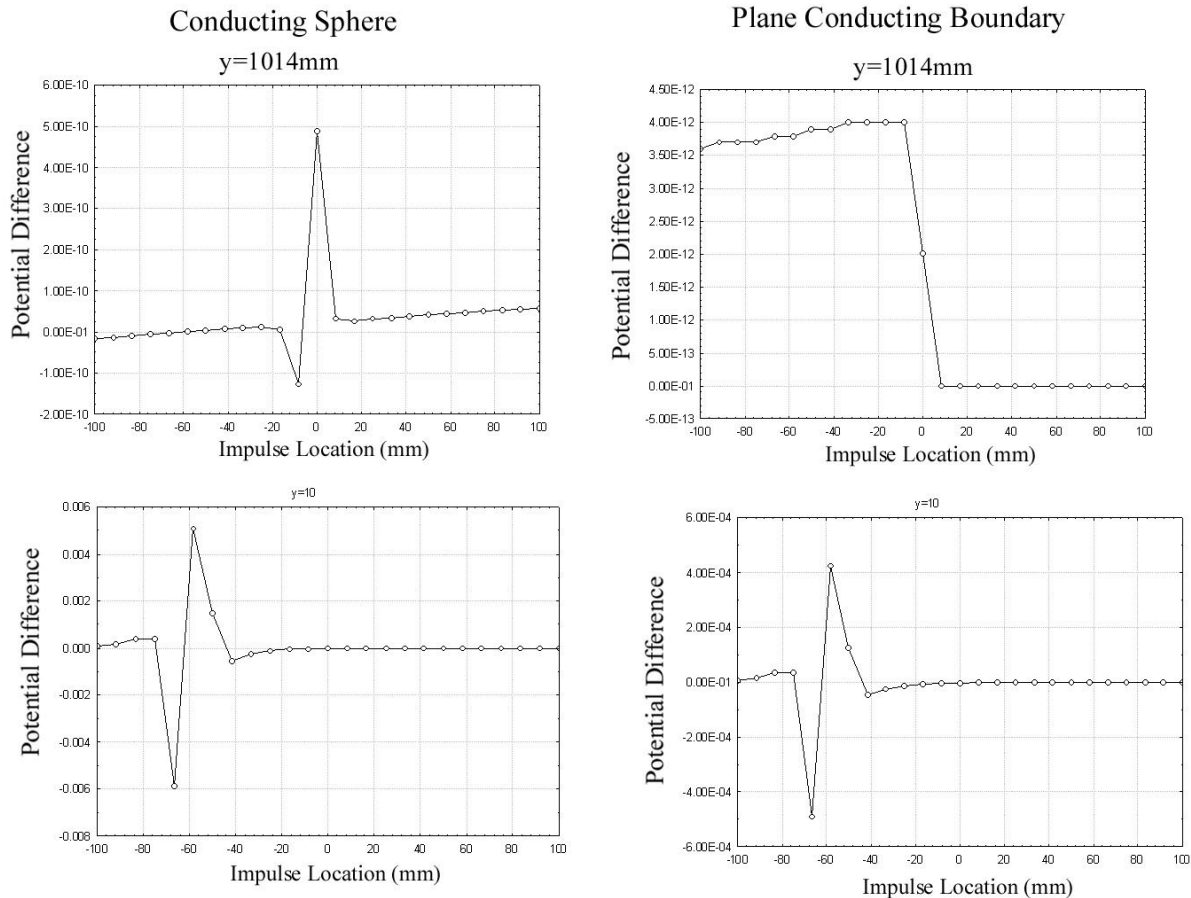 Conducting Sphere
y=1014mm
6.00E-10
5.00E-10
4.00E-10
3.00E-10
2.00E-10
1.00E-10
0.00E-01
-1.00E-10
-2.00E-10
-100 -80 -60 -40 -20 0 20 40 60 80 100
Potential Difference
Impulse Location (mm)
Plane Conducting Boundary
y=1014mm
4.50E-12
4.00E-12
3.50E-12
3.00E-12
2.50E-12
2.00E-12
1.50E-12
1.00E-12
5.00E-13
0.00E-01
-5.00E-13
-100 -80 -60 -40 -20 0 20 40 60 80 100
Potential Difference
Impulse Location (mm)
y=10
0.006
0.004
0.002
0.000
-0.002
-0.004
-0.006
-0.008
-100 -80 -60 -40 -20 0 20 40 60 80 100
Potential Difference
Impulse Location (mm)
y=10
6.00E-04
4.00E-04
2.00E-04
0.00E-01
-2.00E-04
-4.00E-04
-6.00E-04
-100 -80 -60 -40 -20 0 20 40 60 80 100
Potential Difference
Impulse Location (mm)